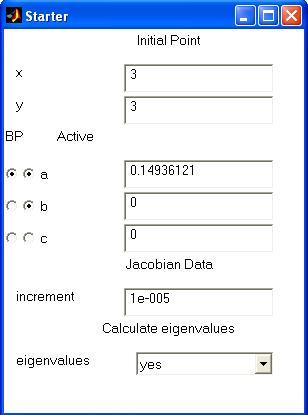 Starter
Initial Point
x 3
y 3
BP Active
a 0.14936121
b 0
c 0
Jacobian Data
increment 1e-005
Calculate eigenvalues
eigenvalues yes